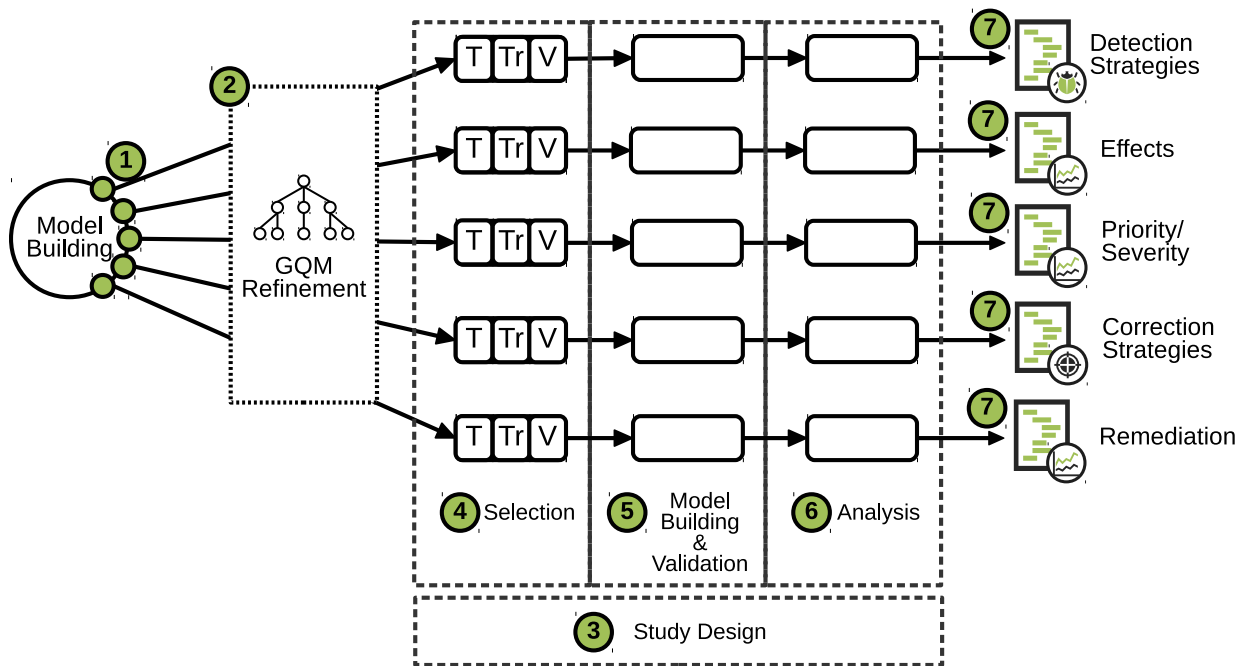 1
Model
Building
2
GQM
Refinement
T Tr V
7
Detection
Strategies
T Tr V
7
Effects
T Tr V
7
Priority/
Severity
T Tr V
7
Correction
Strategies
T Tr V
7
Remediation
4 Selection
5 Model
Building
&
Validation
6 Analysis
3 Study Design